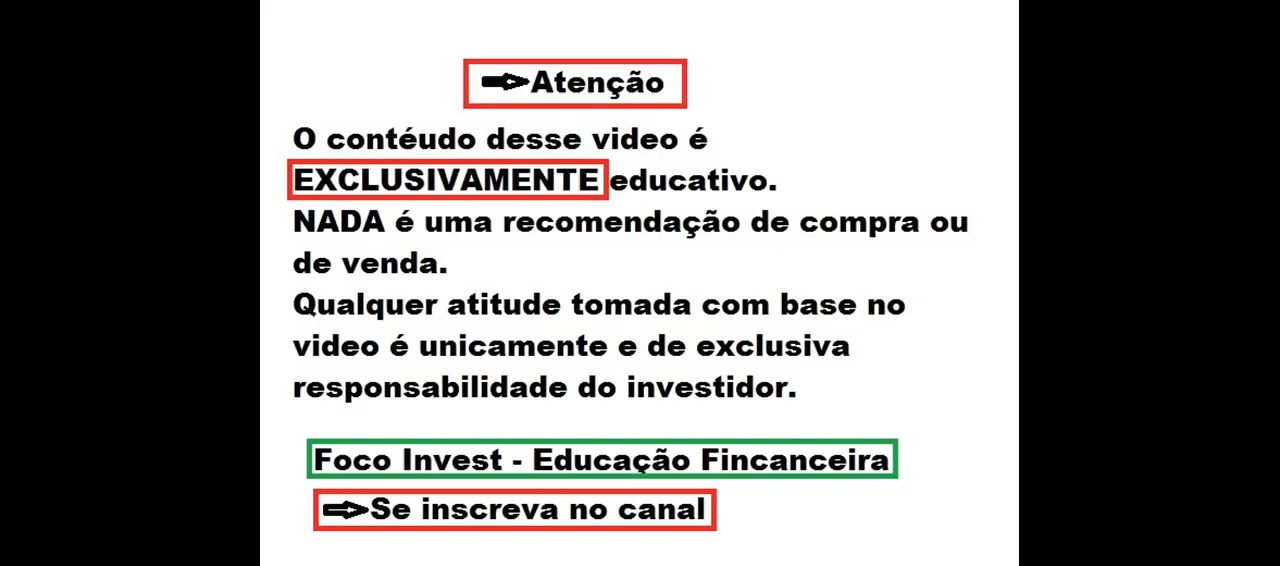 Atenção
O contéudo desse video é
EXCLUSIVAMENTE educativo.
NADA é uma recomendação de compra ou
de venda.
Qualquer atitude tomada com base no
video é unicamente e de exclusiva
responsabilidade do investidor.
Foco Invest - Educação Fincanceira
Se inscreva no canal